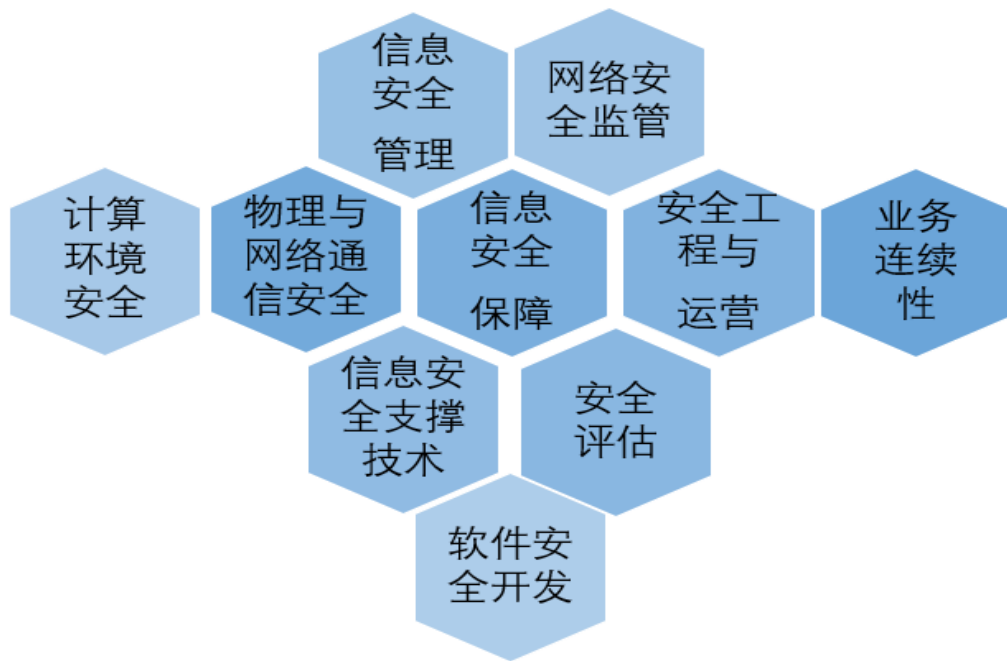 信息
安全
管理
网络安
全监管
计算
环境
安全
物理与
网络通
信安全
信息
安全
保障
安全工
程与
运营
业务
连续
性
信息安
全支撑
技术
安全
评估
软件安
全开发